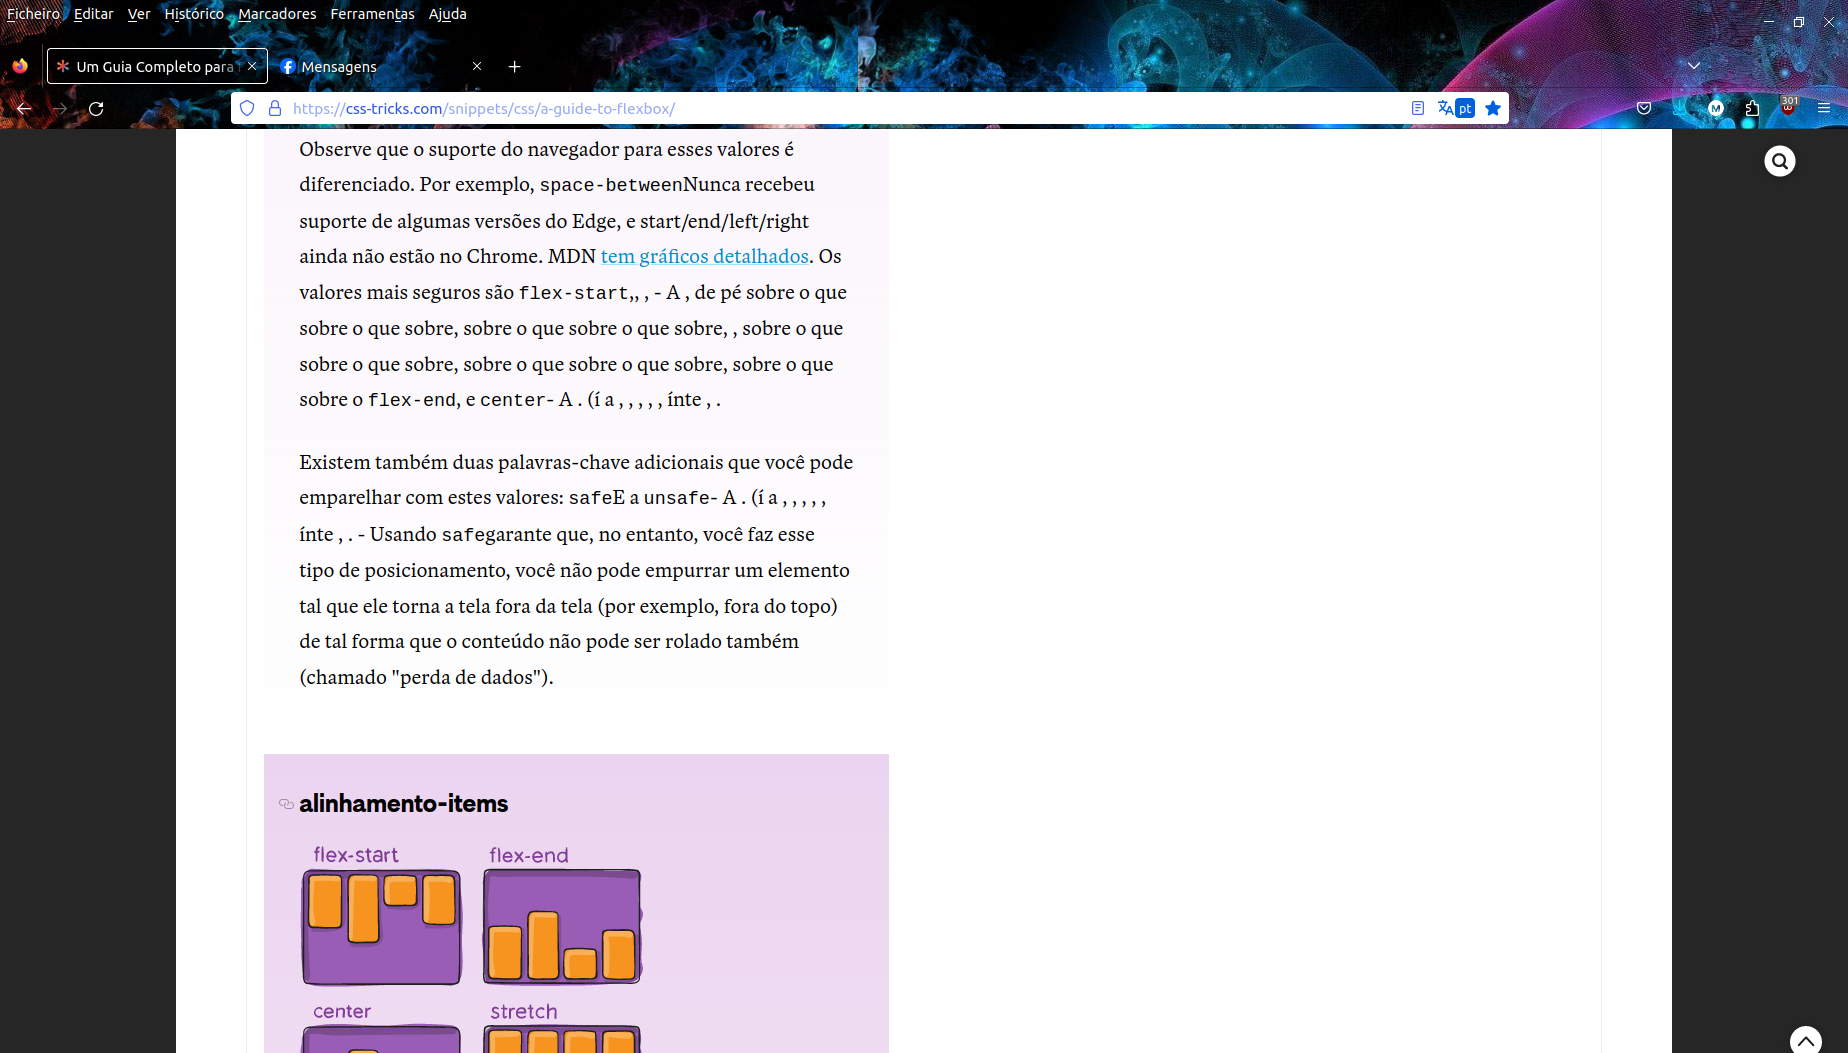 Ficheiro Editar Ver Histórico Marcadores Ferramentas Ajuda
Um Guia Completo para
Mensagens
https://css-tricks.com/snippets/css/a-guide-to-flexbox/
pt
M
301
Observe que o suporte do navegador para esses valores é
diferenciado. Por exemplo, space-betweenNunca recebeu
suporte de algumas versões do Edge, e start/end/left/right
ainda não estão no Chrome. MDN tem gráficos detalhados. Os
valores mais seguros são flex-start,,, - A , de pé sobre o que
sobre o que sobre, sobre o que sobre o que sobre, , sobre o que
sobre o que sobre, sobre o que sobre o que sobre, sobre o que
sobre o flex-end, e center- A . (í a , , , , , ínte , .
Existem também duas palavras-chave adicionais que você pode
emparelhar com estes valores: safeE a unsafe- A . (í a , , , , ,
ínte , . - Usando safegarante que, no entanto, você faz esse
tipo de posicionamento, você não pode empurrar um elemento
tal que ele torna a tela fora da tela (por exemplo, fora do topo)
de tal forma que o conteúdo não pode ser rolado também
(chamado "perda de dados").
alinhamento-items
flex-start flex-end
center stretch